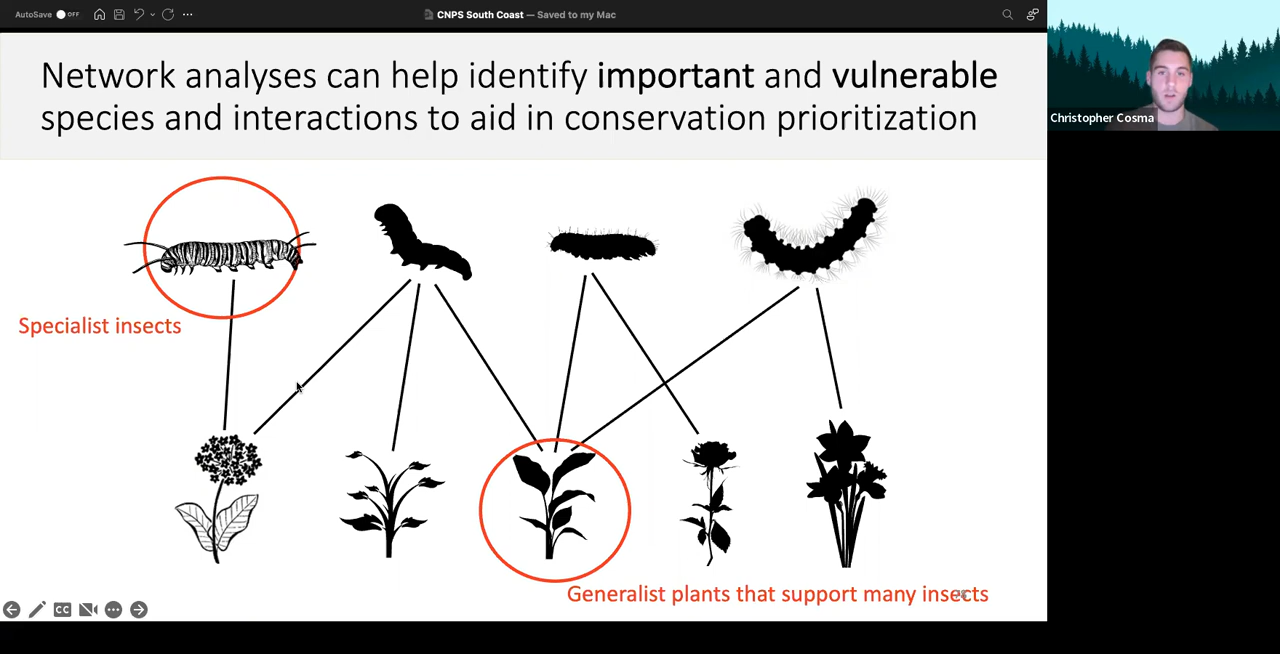 AutoSave OFF
CNPS South Coast — Saved to my Mac
Network analyses can help identify important and vulnerable
species and interactions to aid in conservation prioritization
Christopher Cosma
Specialist insects
Generalist plants that support many insects
CC